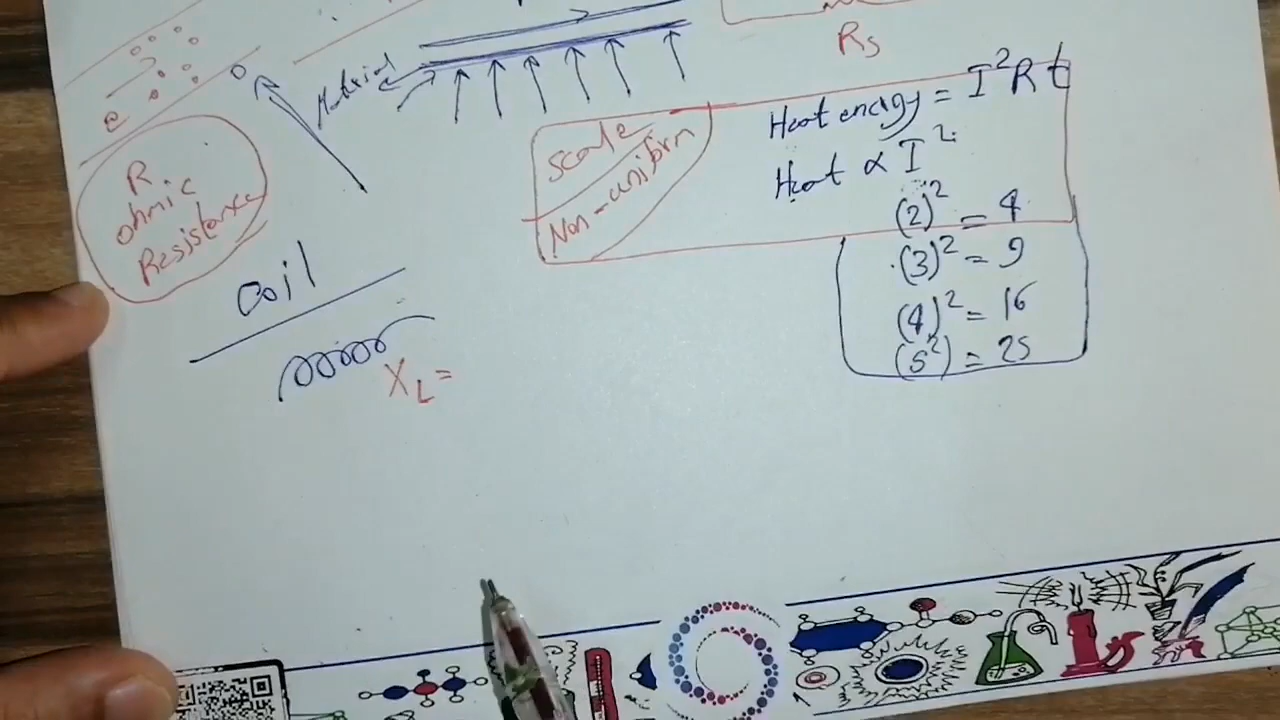 Rs
Material
Heat energy = I²Rt
Heat ∝ I²
Scale
Non-uniform
(2)² = 4
(3)² = 9
(4)² = 16
(5²) = 25
e
R
ohmic
Resistance
Coil
X_L =